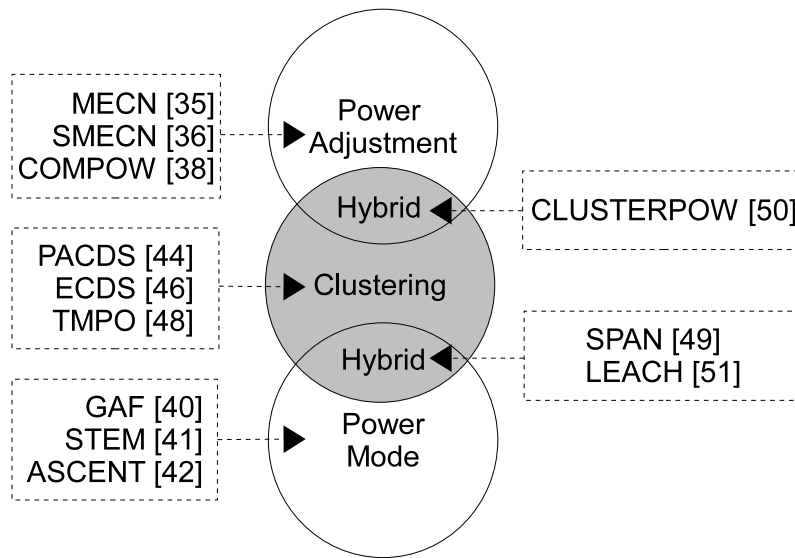 MECN [35]
SMECN [36]
COMPOW [38]
Power
Adjustment
Hybrid
CLUSTERPOW [50]
PACDS [44]
ECDS [46]
TMPO [48]
Clustering
Hybrid
SPAN [49]
LEACH [51]
GAF [40]
STEM [41]
ASCENT [42]
Power
Mode